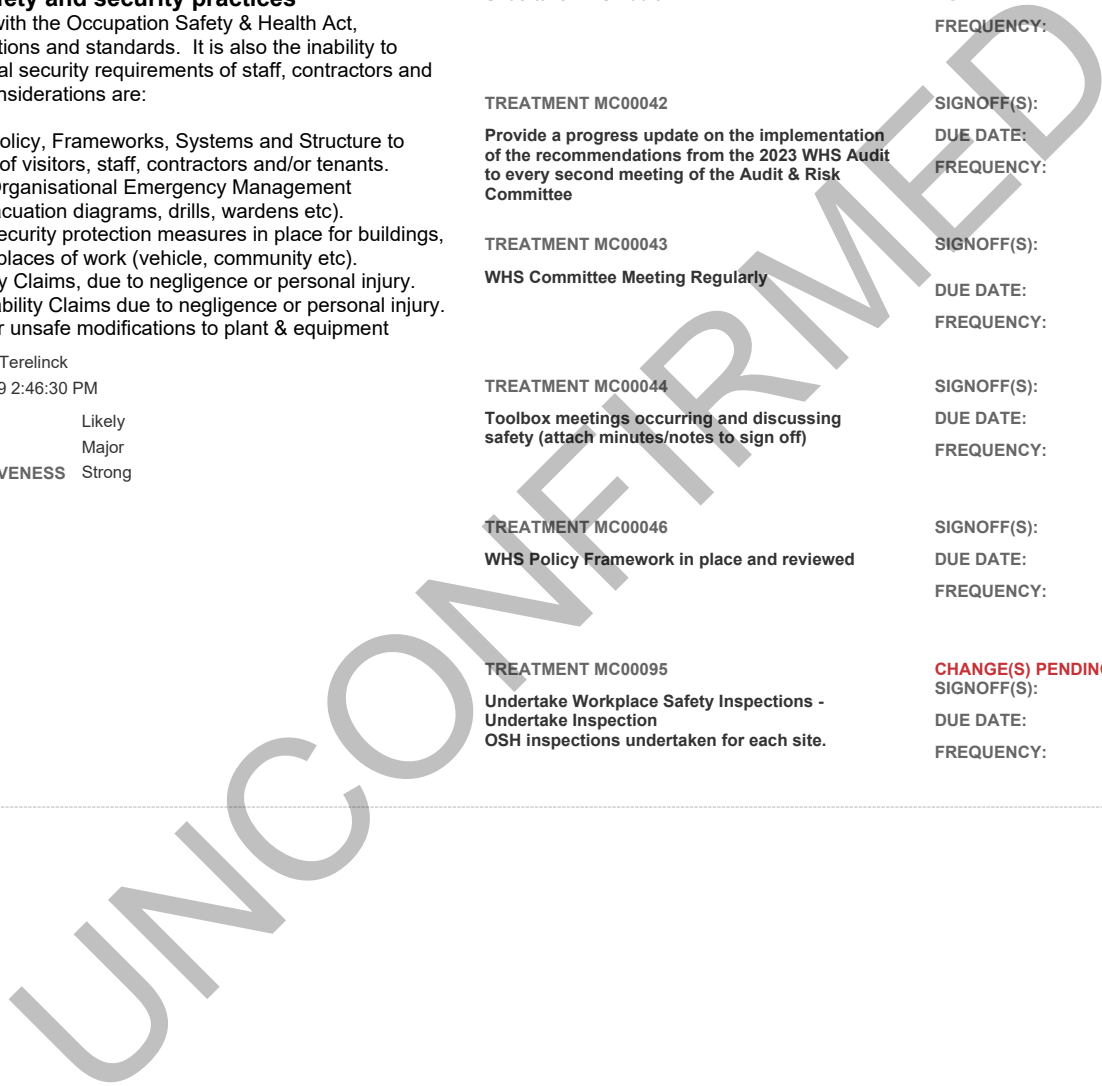 ety and security practices
with the Occupation Safety & Health Act,
tions and standards.  It is also the inability to
al security requirements of staff, contractors and
nsiderations are:
olicy, Frameworks, Systems and Structure to
of visitors, staff, contractors and/or tenants.
Organisational Emergency Management
acuation diagrams, drills, wardens etc).
ecurity protection measures in place for buildings,
places of work (vehicle, community etc).
y Claims, due to negligence or personal injury.
ability Claims due to negligence or personal injury.
r unsafe modifications to plant & equipment
Terelinck
9 2:46:30 PM
Likely
Major
VENESS Strong
FREQUENCY:
TREATMENT MC00042
SIGNOFF(S):
Provide a progress update on the implementation
of the recommendations from the 2023 WHS Audit
to every second meeting of the Audit & Risk
Committee
DUE DATE:
FREQUENCY:
TREATMENT MC00043
SIGNOFF(S):
WHS Committee Meeting Regularly
DUE DATE:
FREQUENCY:
TREATMENT MC00044
SIGNOFF(S):
Toolbox meetings occurring and discussing
safety (attach minutes/notes to sign off)
DUE DATE:
FREQUENCY:
TREATMENT MC00046
SIGNOFF(S):
WHS Policy Framework in place and reviewed
DUE DATE:
FREQUENCY:
TREATMENT MC00095
CHANGE(S) PENDING
SIGNOFF(S):
Undertake Workplace Safety Inspections -
Undertake Inspection
OSH inspections undertaken for each site.
DUE DATE:
FREQUENCY:
UNCONFIRMED